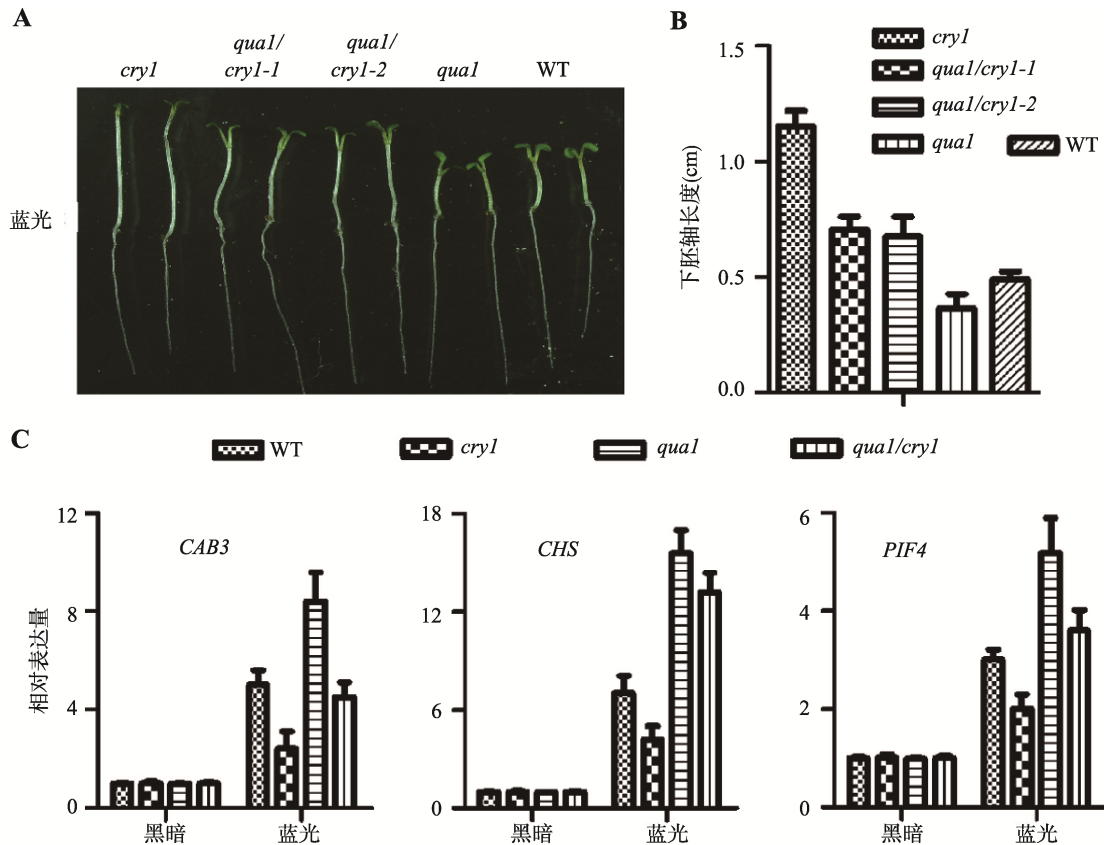 A
cry1
qua1/
cry1-1
qua1/
cry1-2
qua1
WT
蓝光
B
cry1
qua1/cry1-1
qua1/cry1-2
qua1
WT
下胚轴长度(cm)
1.5
1.0
0.5
0.0
C
WT
cry1
qua1
qua1/cry1
相对表达量
CAB3
12
8
4
0
黑暗
蓝光
CHS
18
12
6
0
黑暗
蓝光
PIF4
6
4
2
0
黑暗
蓝光